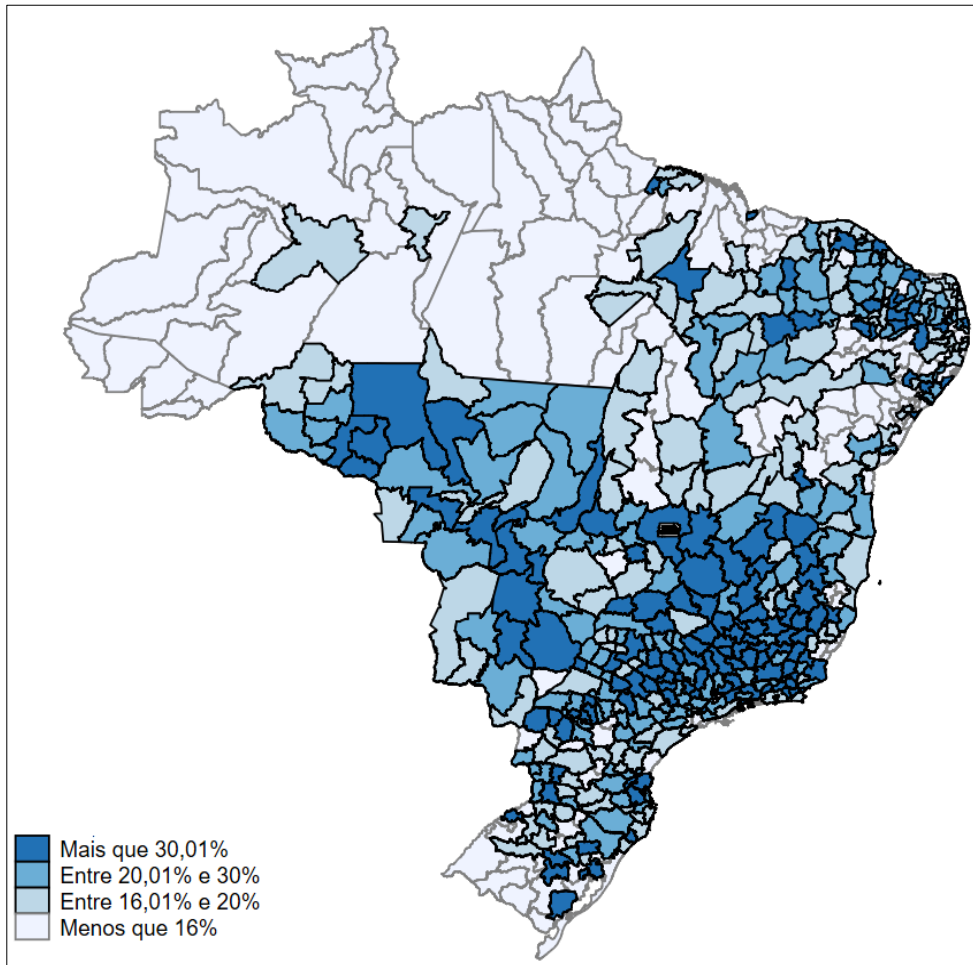 Mais que 30,01%
Entre 20,01% e 30%
Entre 16,01% e 20%
Menos que 16%